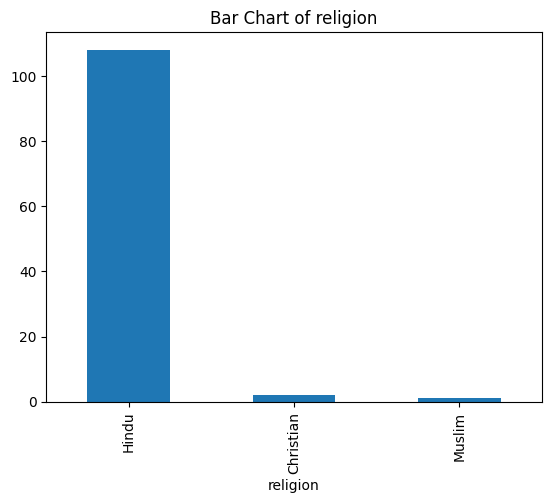 Bar Chart of religion
100
80
60
40
20
0
Hindu
Christian
Muslim
religion